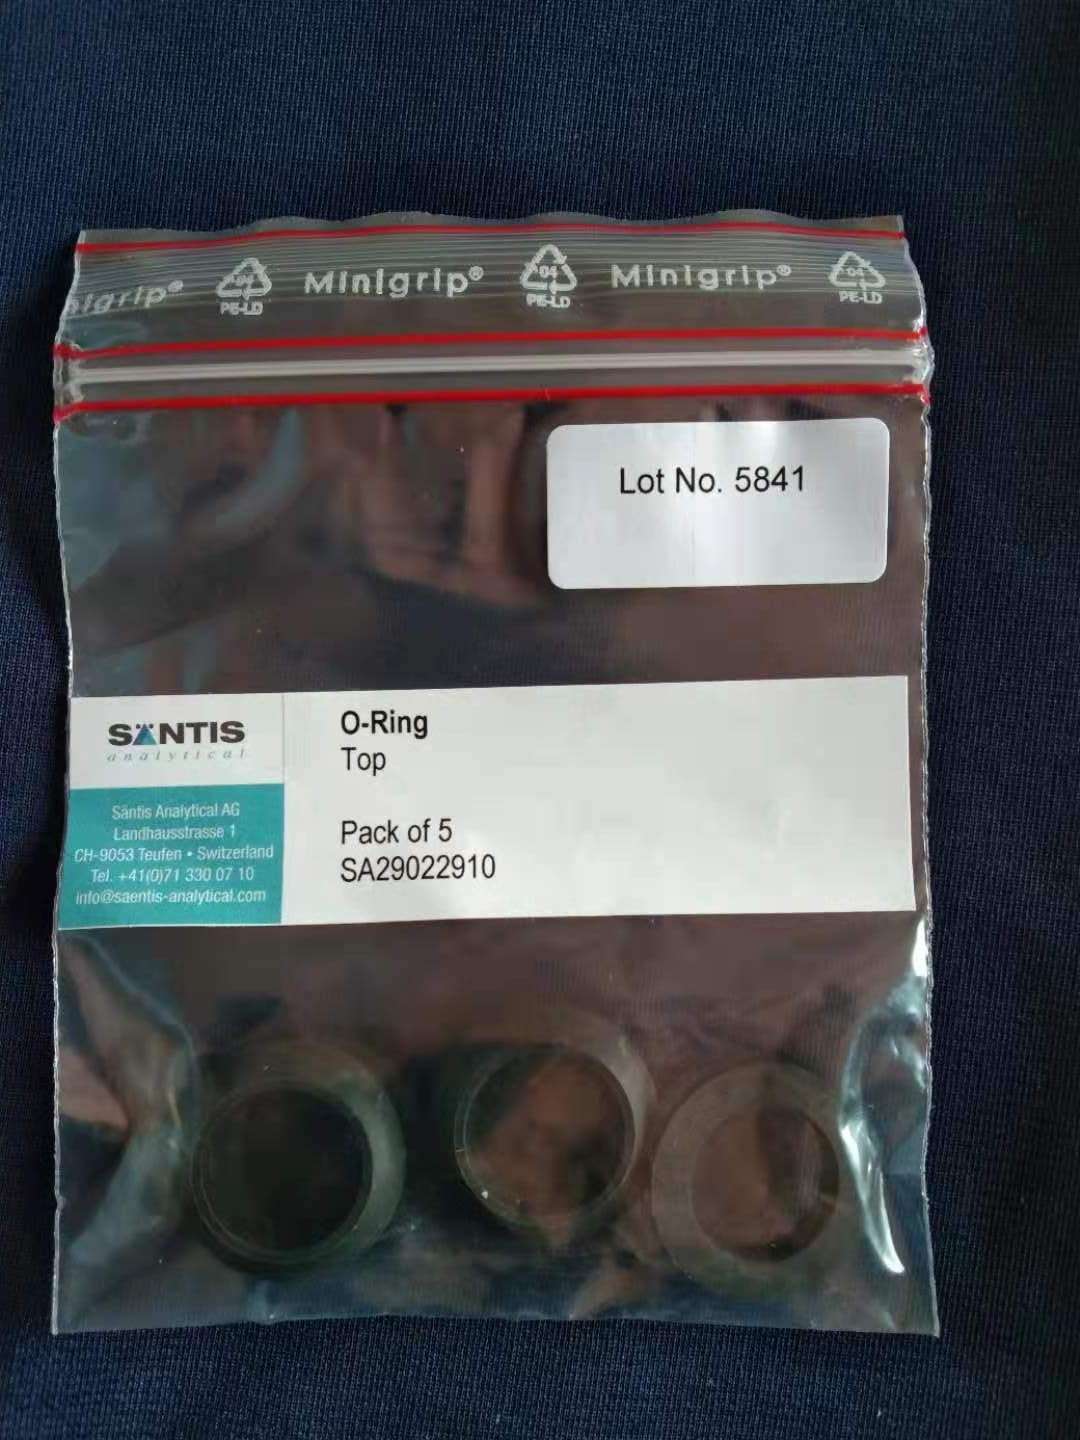 nigrip®
04
PE-LD
Minigrip®
04
PE-LD
Minigrip®
04
PE-LD
Lot No. 5841
SÄNTIS
analytical
Säntis Analytical AG
Landhausstrasse 1
CH-9053 Teufen • Switzerland
Tel. +41(0)71 330 07 10
info@saentis-analytical.com
O-Ring
Top
Pack of 5
SA29022910